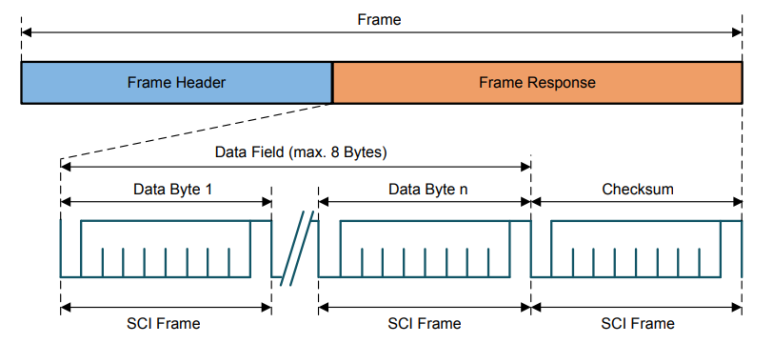 Frame
Frame Header
Frame Response
Data Field (max. 8 Bytes)
Data Byte 1
Data Byte n
Checksum
SCI Frame
SCI Frame
SCI Frame